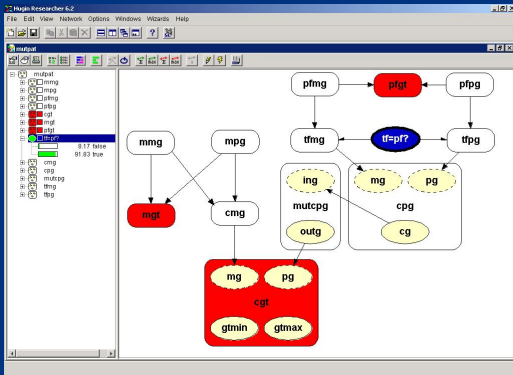 Hugin Researcher 6.2
File Edit View Network Options Windows Wizards Help
mutpat
mutpat
mmg
mpg
pfmg
pfpg
cgt
mgt
pfgt
tf=pf?
8.17 false
91.83 true
cmg
cpg
mutcpg
tfmg
tfpg
pfmg
pfgt
pfpg
mmg
mpg
tfmg
tf=pf?
tfpg
ing
mg
pg
mutcpg
cpg
mgt
cmg
outg
cg
mg
pg
cgt
gtmin
gtmax